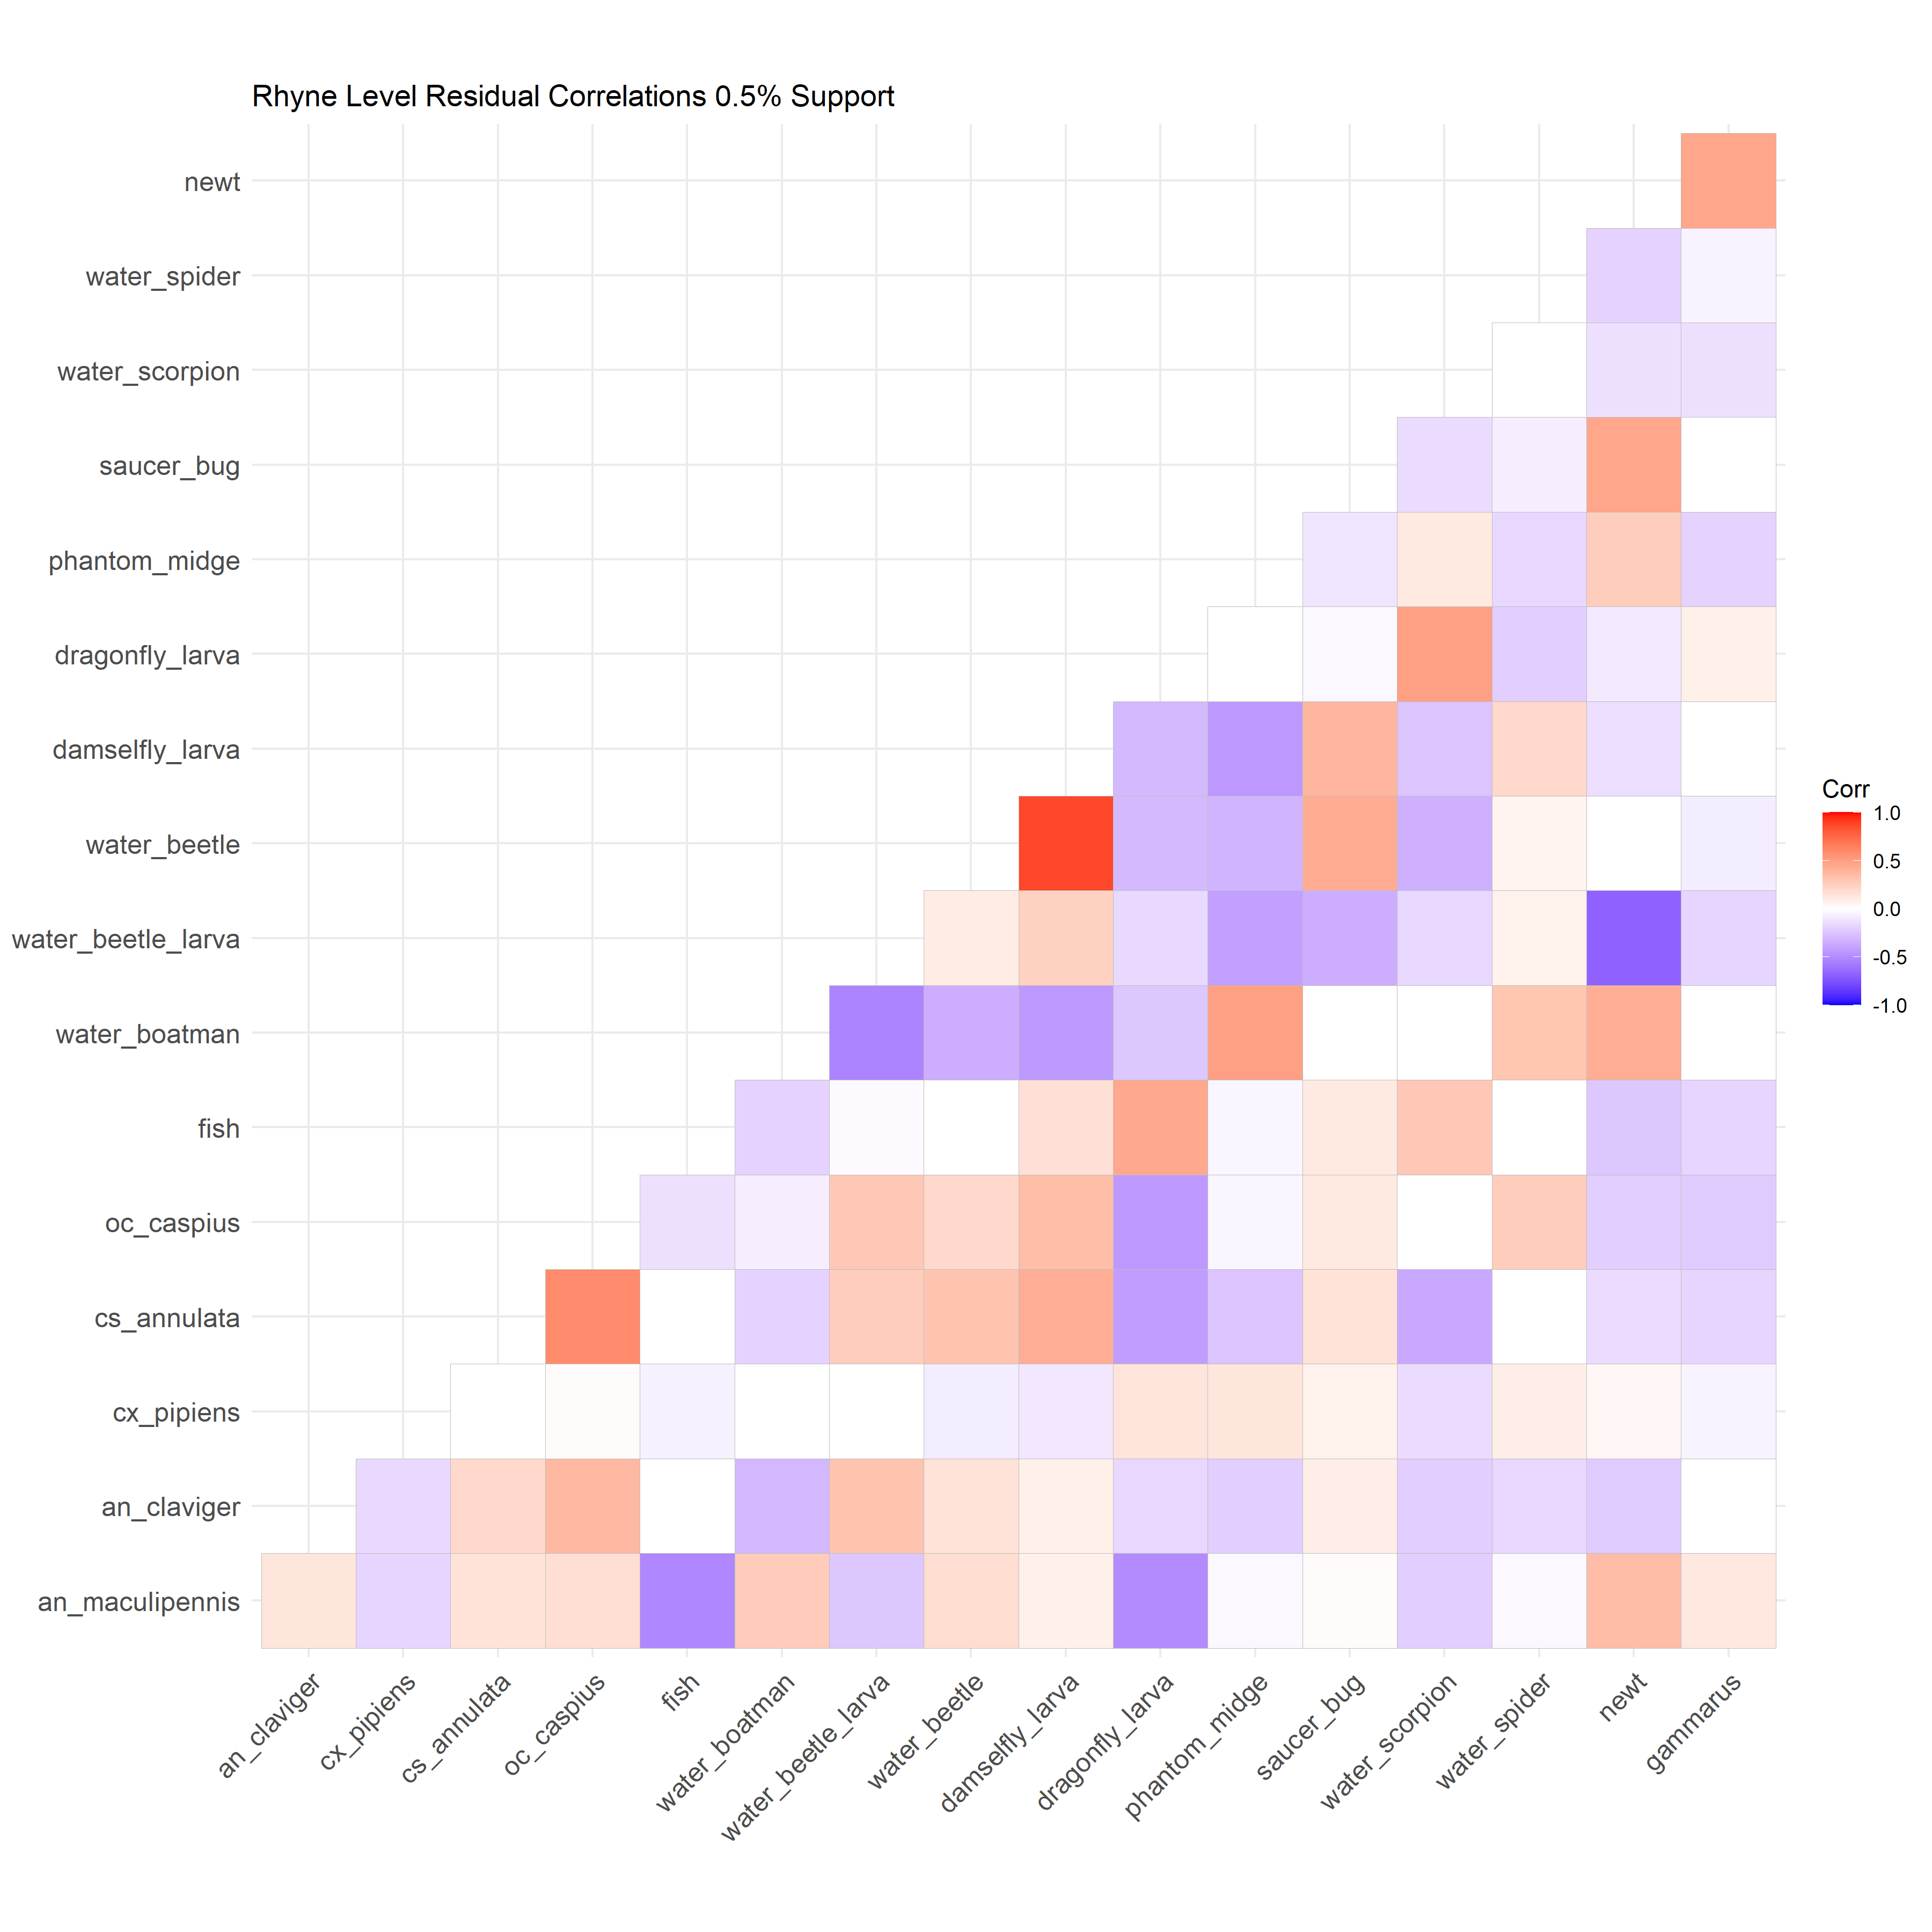 Rhyne Level Residual Correlations 0.5% Support
newt
water_spider
water_scorpion
saucer_bug
phantom_midge
dragonfly_larva
damselfly_larva
water_beetle
water_beetle_larva
water_boatman
fish
oc_caspius
cs_annulata
cx_pipiens
an_claviger
an_maculipennis
an_claviger
cx_pipiens
cs_annulata
oc_caspius
fish
water_boatman
water_beetle_larva
water_beetle
damselfly_larva
dragonfly_larva
phantom_midge
saucer_bug
water_scorpion
water_spider
newt
gammarus
Corr
1.0
0.5
0.0
-0.5
-1.0